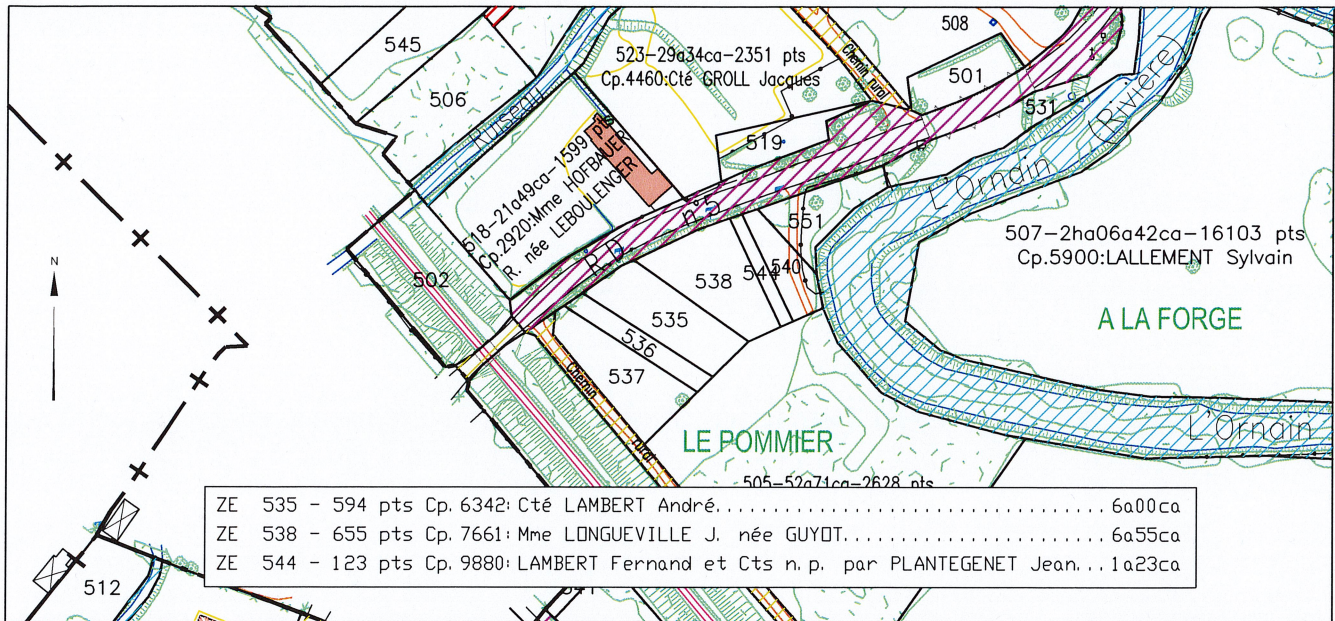 545
506
L' Ruisseau
523-29a34ca-2351 pts
Cp.4460:Cté GROLL Jacques
Chemin rural
508
501
531
519
518-21a49ca-1599 pts
Cp.2920:Mme HOFBAUER
R. née LEBOULENGER
R.D. n°5
L'Ornain (Rivière)
551
540
544
538
535
536
537
502
N
507-2ha06a42ca-16103 pts
Cp.5900:LALLEMENT Sylvain
A LA FORGE
Chemin rural
LE POMMIER
L'Ornain
505-52a71ca-2628 pts
ZE 535 - 594 pts Cp. 6342: Cté LAMBERT André.................................. 6a00ca
ZE 538 - 655 pts Cp. 7661: Mme LONGUEVILLE J. née GUYOT...................... 6a55ca
ZE 544 - 123 pts Cp. 9880: LAMBERT Fernand et Cts n.p. par PLANTEGENET Jean... 1a23ca
512